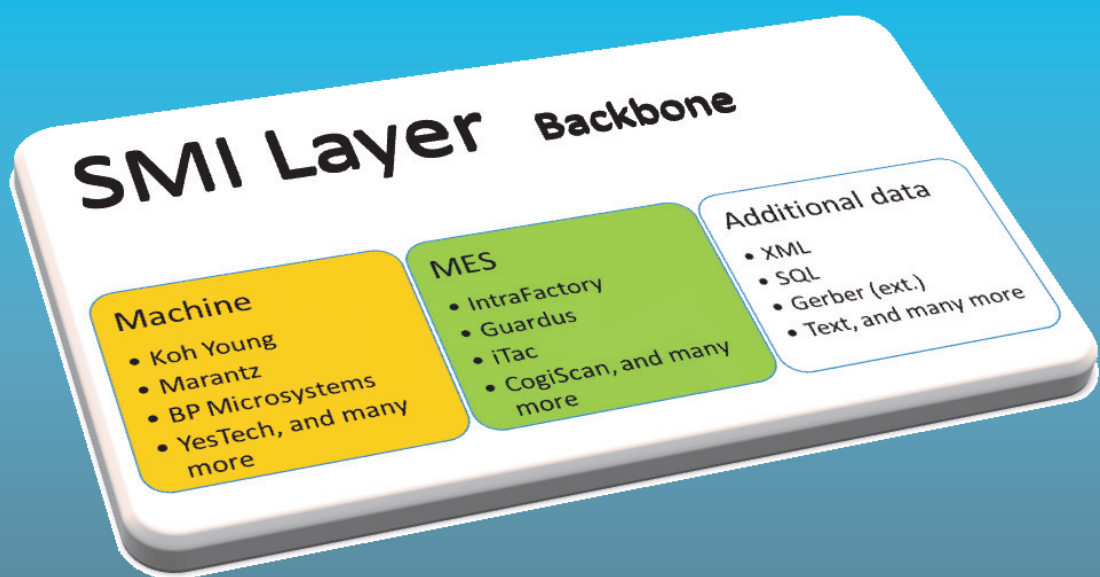 SMI Layer Backbone
Machine
• Koh Young
• Marantz
• BP Microsystems
• YesTech, and many
more
MES
• IntraFactory
• Guardus
• iTac
• CogiScan, and many
more
Additional data
• XML
• SQL
• Gerber (ext.)
• Text, and many more